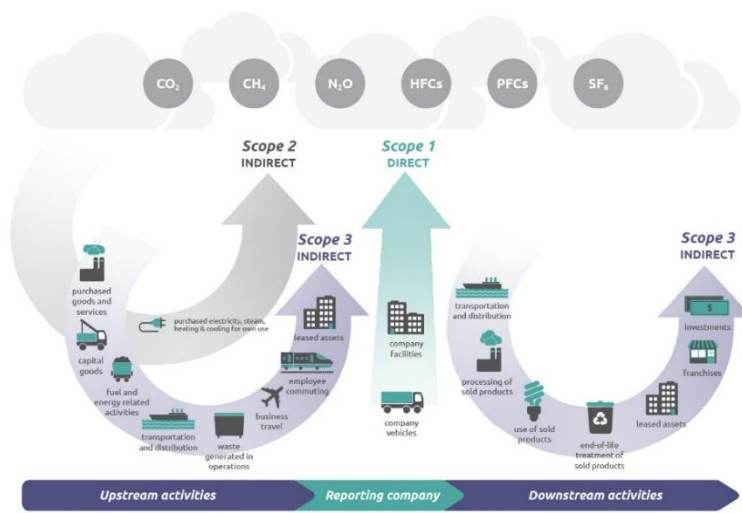 CO₂
CH₄
N₂O
HFCs
PFCs
SF₆
Scope 2
INDIRECT
Scope 1
DIRECT
Scope 3
INDIRECT
Scope 3
INDIRECT
purchased
goods and
services
capital
goods
fuel and
energy related
activities
purchased electricity, steam,
heating & cooling for own use
transportation
and distribution
waste
generated in
operations
business
travel
employee
commuting
leased assets
company
facilities
company
vehicles
transportation
and distribution
processing of
sold products
use of sold
products
end-of-life
treatment of
sold products
leased assets
franchises
$
investments
Upstream activities
Reporting company
Downstream activities